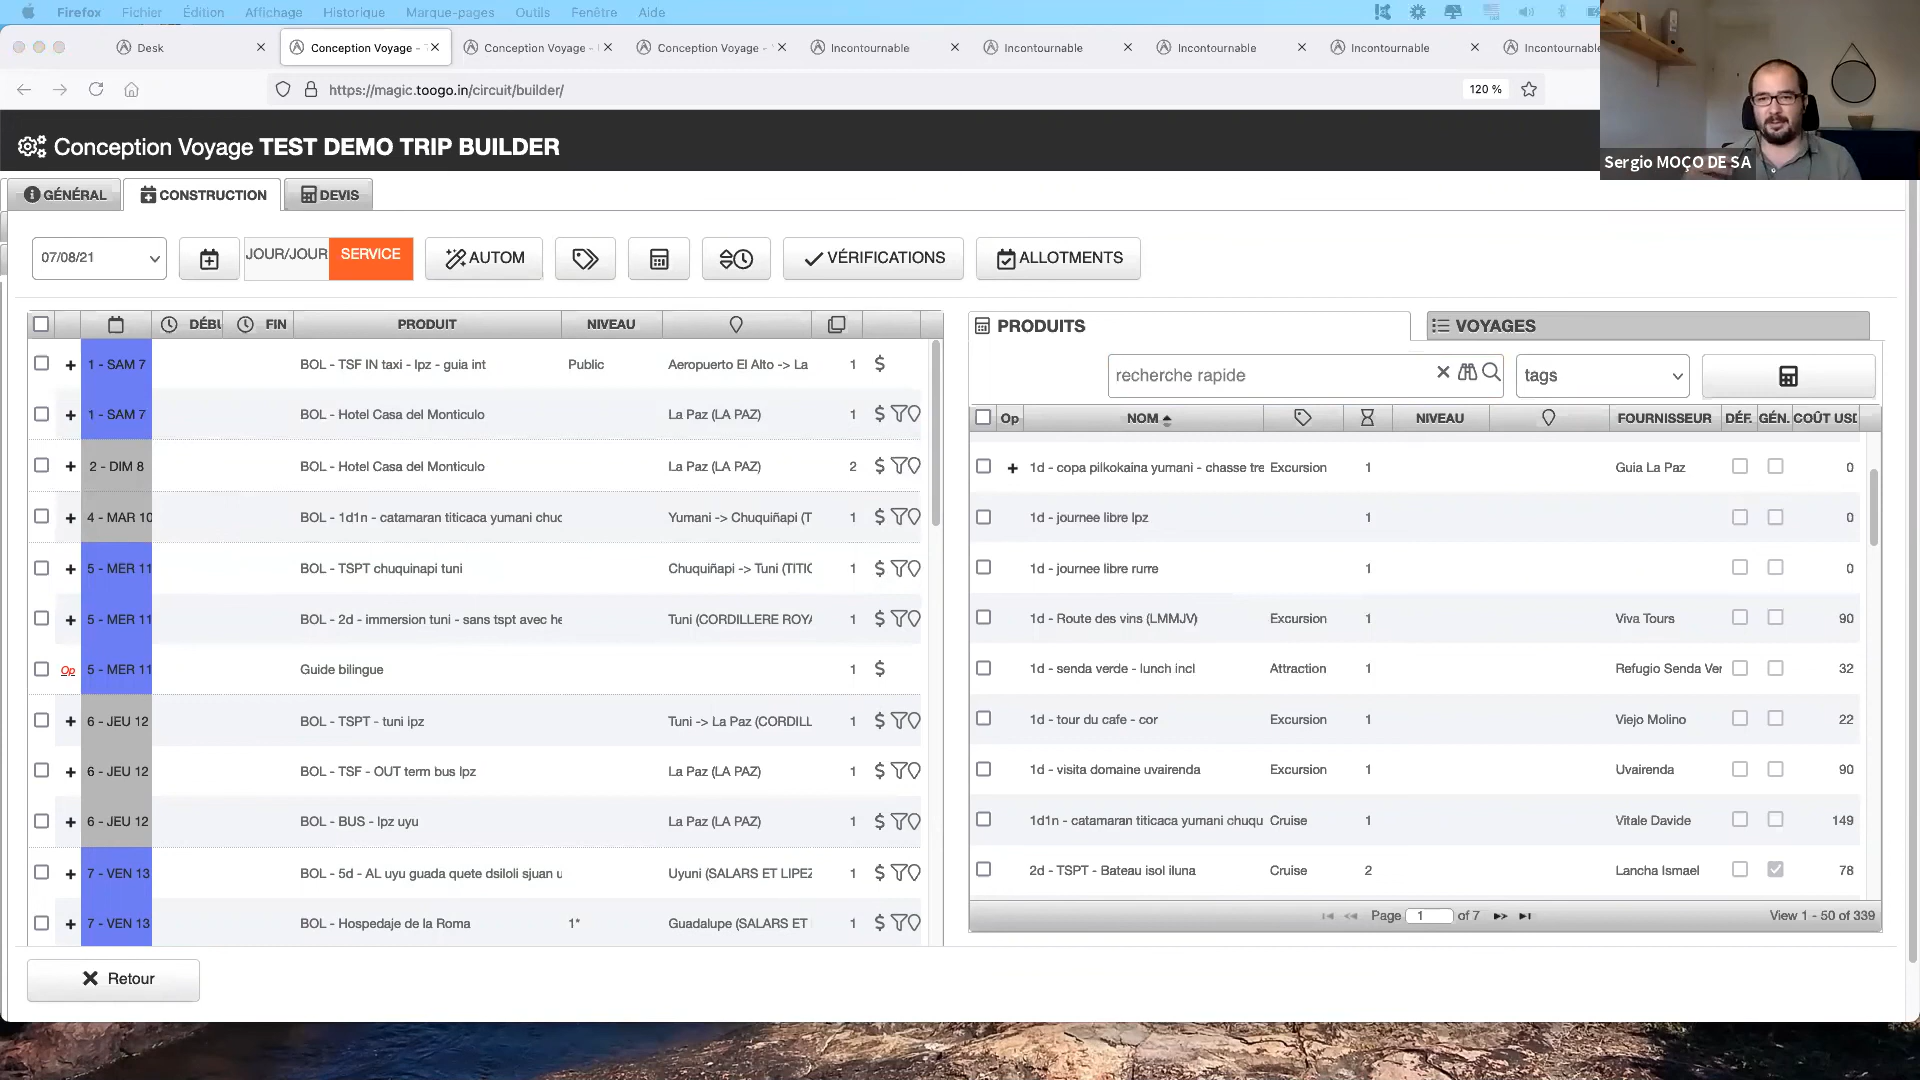 Firefox Fichier Édition Affichage Historique Marque-pages Outils Fenêtre Aide
Desk
Conception Voyage -
Conception Voyage -
Conception Voyage -
Incontournable
Incontournable
Incontournable
Incontournable
Incontournable
https://magic.toogo.in/circuit/builder/
120 %
Sergio MOÇO DE SA
Conception Voyage TEST DEMO TRIP BUILDER
GÉNÉRAL CONSTRUCTION DEVIS
07/08/21 JOUR/JOUR SERVICE AUTOM VÉRIFICATIONS ALLOTMENTS
DÉBU FIN PRODUIT NIVEAU
1 - SAM 7 BOL - TSF IN taxi - lpz - guia int Public Aeropuerto El Alto -> La 1 $
1 - SAM 7 BOL - Hotel Casa del Monticulo La Paz (LA PAZ) 1 $
2 - DIM 8 BOL - Hotel Casa del Monticulo La Paz (LA PAZ) 2 $
4 - MAR 10 BOL - 1d1n - catamaran titicaca yumani chuq Yumani -> Chuquiñapi (T 1 $
5 - MER 11 BOL - TSPT chuquinapi tuni Chuquiñapi -> Tuni (TITIC 1 $
5 - MER 11 BOL - 2d - immersion tuni - sans tspt avec he Tuni (CORDILLERE ROYA 1 $
Op 5 - MER 11 Guide bilingue 1 $
6 - JEU 12 BOL - TSPT - tuni lpz Tuni -> La Paz (CORDILL 1 $
6 - JEU 12 BOL - TSF - OUT term bus lpz La Paz (LA PAZ) 1 $
6 - JEU 12 BOL - BUS - lpz uyu La Paz (LA PAZ) 1 $
7 - VEN 13 BOL - 5d - AL uyu guada quete dsiloli sjuan u Uyuni (SALARS ET LIPEZ 1 $
7 - VEN 13 BOL - Hospedaje de la Roma 1* Guadalupe (SALARS ET 1 $
Retour
PRODUITS VOYAGES
recherche rapide tags
Op NOM NIVEAU FOURNISSEUR DÉF. GÉN. COÛT USD
1d - copa pilkokaina yumani - chasse tre Excursion 1 Guia La Paz 0
1d - journee libre lpz 1 0
1d - journee libre rurre 1 0
1d - Route des vins (LMMJV) Excursion 1 Viva Tours 90
1d - senda verde - lunch incl Attraction 1 Refugio Senda Ver 32
1d - tour du cafe - cor Excursion 1 Viejo Molino 22
1d - visita domaine uvairenda Excursion 1 Uvairenda 90
1d1n - catamaran titicaca yumani chuqu Cruise 1 Vitale Davide 149
2d - TSPT - Bateau isol iluna Cruise 2 Lancha Ismael 78
Page 1 of 7 View 1 - 50 of 339